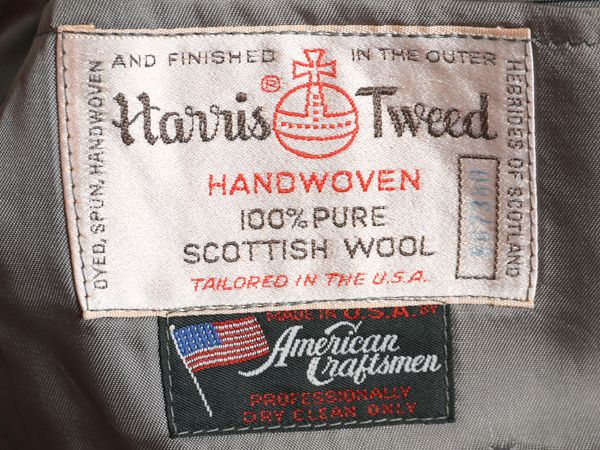 DYED, SPUN, HANDWOVEN
AND FINISHED IN THE OUTER
HEBRIDES OF SCOTLAND
Harris Tweed
®
HANDWOVEN
100% PURE
SCOTTISH WOOL
TAILORED IN THE U.S.A.
MADE IN U.S.A. BY
American
Craftsmen
PROFESSIONALLY
DRY CLEAN ONLY